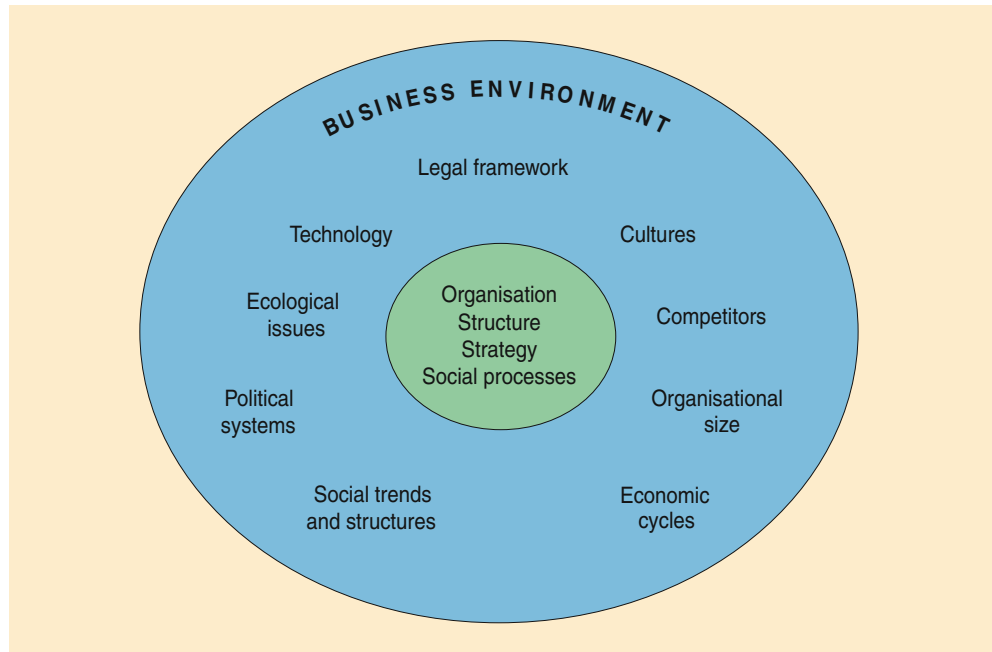 BUSINESS ENVIRONMENT
Legal framework
Technology
Cultures
Ecological
issues
Organisation
Structure
Strategy
Social processes
Competitors
Political
systems
Organisational
size
Social trends
and structures
Economic
cycles